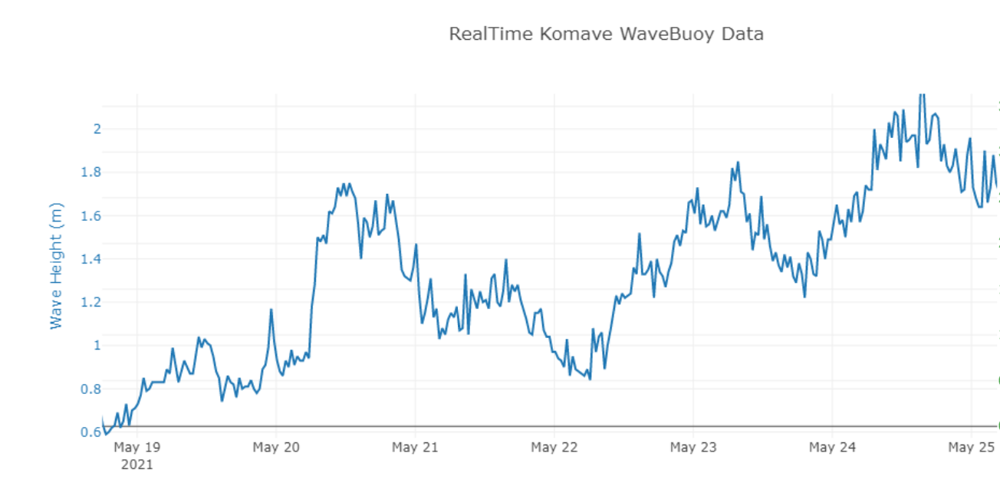 RealTime Komave WaveBuoy Data
Wave Height (m)
2
1.8
1.6
1.4
1.2
1
0.8
0.6
May 19
2021
May 20
May 21
May 22
May 23
May 24
May 25